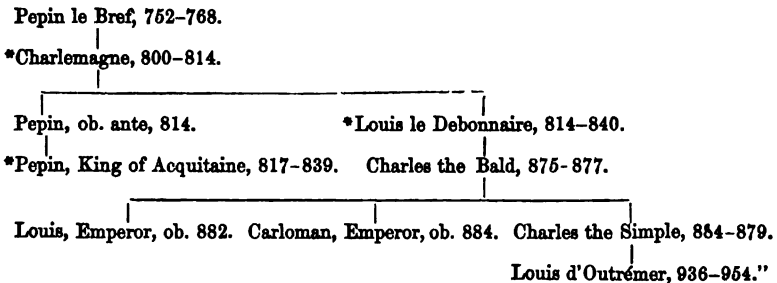 Pepin le Bref, 752–768.
*Charlemagne, 800–814.
Pepin, ob. ante, 814. *Louis le Debonnaire, 814–840.
*Pepin, King of Acquitaine, 817–839. Charles the Bald, 875-877.
Louis, Emperor, ob. 882. Carloman, Emperor, ob. 884. Charles the Simple, 884–879.
Louis d'Outrémer, 936–954.”